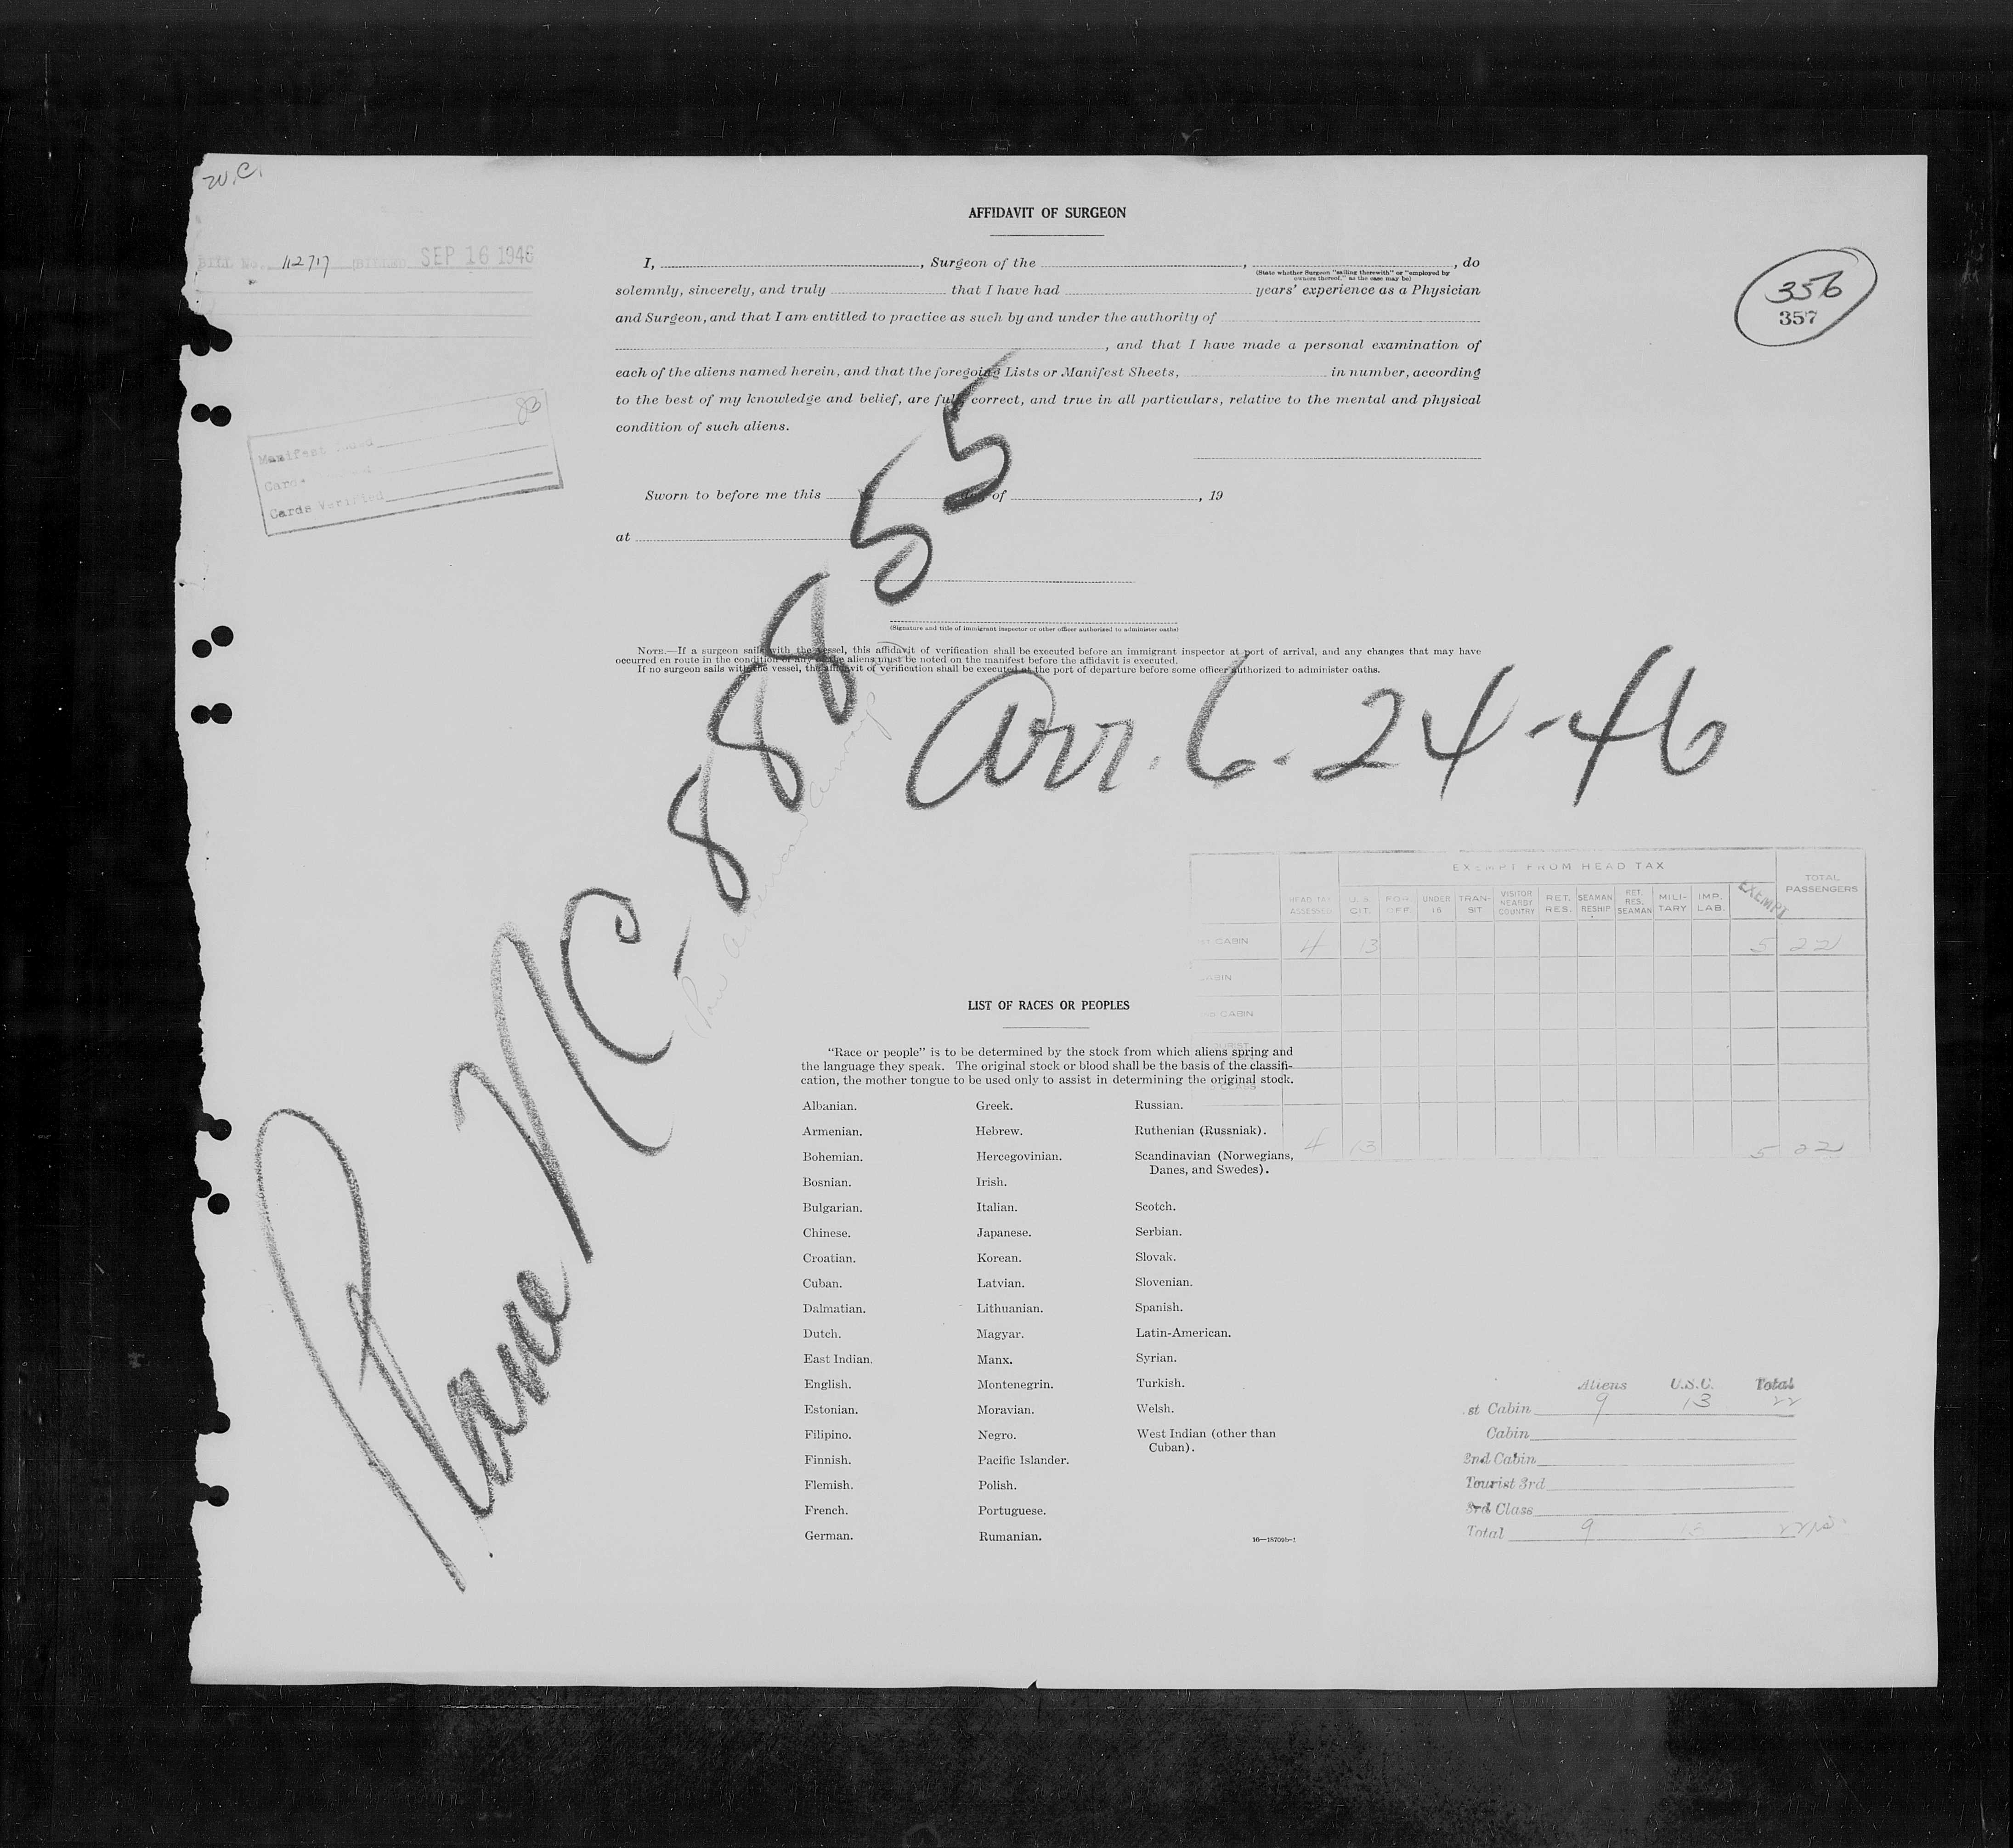 W.C.
AFFIDAVIT OF SURGEON
BILL No. 112717 BILLED SEP 16 1946
I, , Surgeon of the , , do
(State whether Surgeon "sailing therewith" or "employed by
owners thereof," as the case may be)
solemnly, sincerely, and truly that I have had years' experience as a Physician
and Surgeon, and that I am entitled to practice as such by and under the authority of
, and that I have made a personal examination of
each of the aliens named herein, and that the foregoing Lists or Manifest Sheets, in number, according
to the best of my knowledge and belief, are full, correct, and true in all particulars, relative to the mental and physical
condition of such aliens.
356
357
Manifest
Cards
Cards Verified
Sworn to before me this day of , 19
at
(Signature and title of immigrant inspector or other officer authorized to administer oaths)
NOTE.—If a surgeon sails with the vessel, this affidavit of verification shall be executed before an immigrant inspector at port of arrival, and any changes that may have
occurred en route in the condition of any of the aliens must be noted on the manifest before the affidavit is executed.
If no surgeon sails with the vessel, the affidavit of verification shall be executed at the port of departure before some officer authorized to administer oaths.
Plane NC-88855
Pan American Airways
Arr. 6-24-46
EXEMPT FROM HEAD TAX
HEAD TAX ASSESSED U.S. CIT. FOR. OFF. UNDER 16 TRANSIT VISITOR NEARBY COUNTRY RET. RES. SEAMAN RESHIP RET. RES. SEAMAN MILITARY IMP. LAB. EXEMPT TOTAL PASSENGERS
CABIN 4 13 5 22
CABIN
CABIN
TOURIST
CLASS
4 13 5 22
LIST OF RACES OR PEOPLES
"Race or people" is to be determined by the stock from which aliens spring and
the language they speak. The original stock or blood shall be the basis of the classifi-
cation, the mother tongue to be used only to assist in determining the original stock.
Albanian. Greek. Russian.
Armenian. Hebrew. Ruthenian (Russniak).
Bohemian. Hercegovinian. Scandinavian (Norwegians,
Danes, and Swedes).
Bosnian. Irish.
Bulgarian. Italian. Scotch.
Chinese. Japanese. Serbian.
Croatian. Korean. Slovak.
Cuban. Latvian. Slovenian.
Dalmatian. Lithuanian. Spanish.
Dutch. Magyar. Latin-American.
East Indian. Manx. Syrian.
English. Montenegrin. Turkish.
Estonian. Moravian. Welsh.
Filipino. Negro. West Indian (other than
Cuban).
Finnish. Pacific Islander.
Flemish. Polish.
French. Portuguese.
German. Rumanian.
16—18709b-1
Aliens U.S.C. Total
st Cabin 9 13 22
Cabin
2nd Cabin
Tourist 3rd
3rd Class
Total 9 13